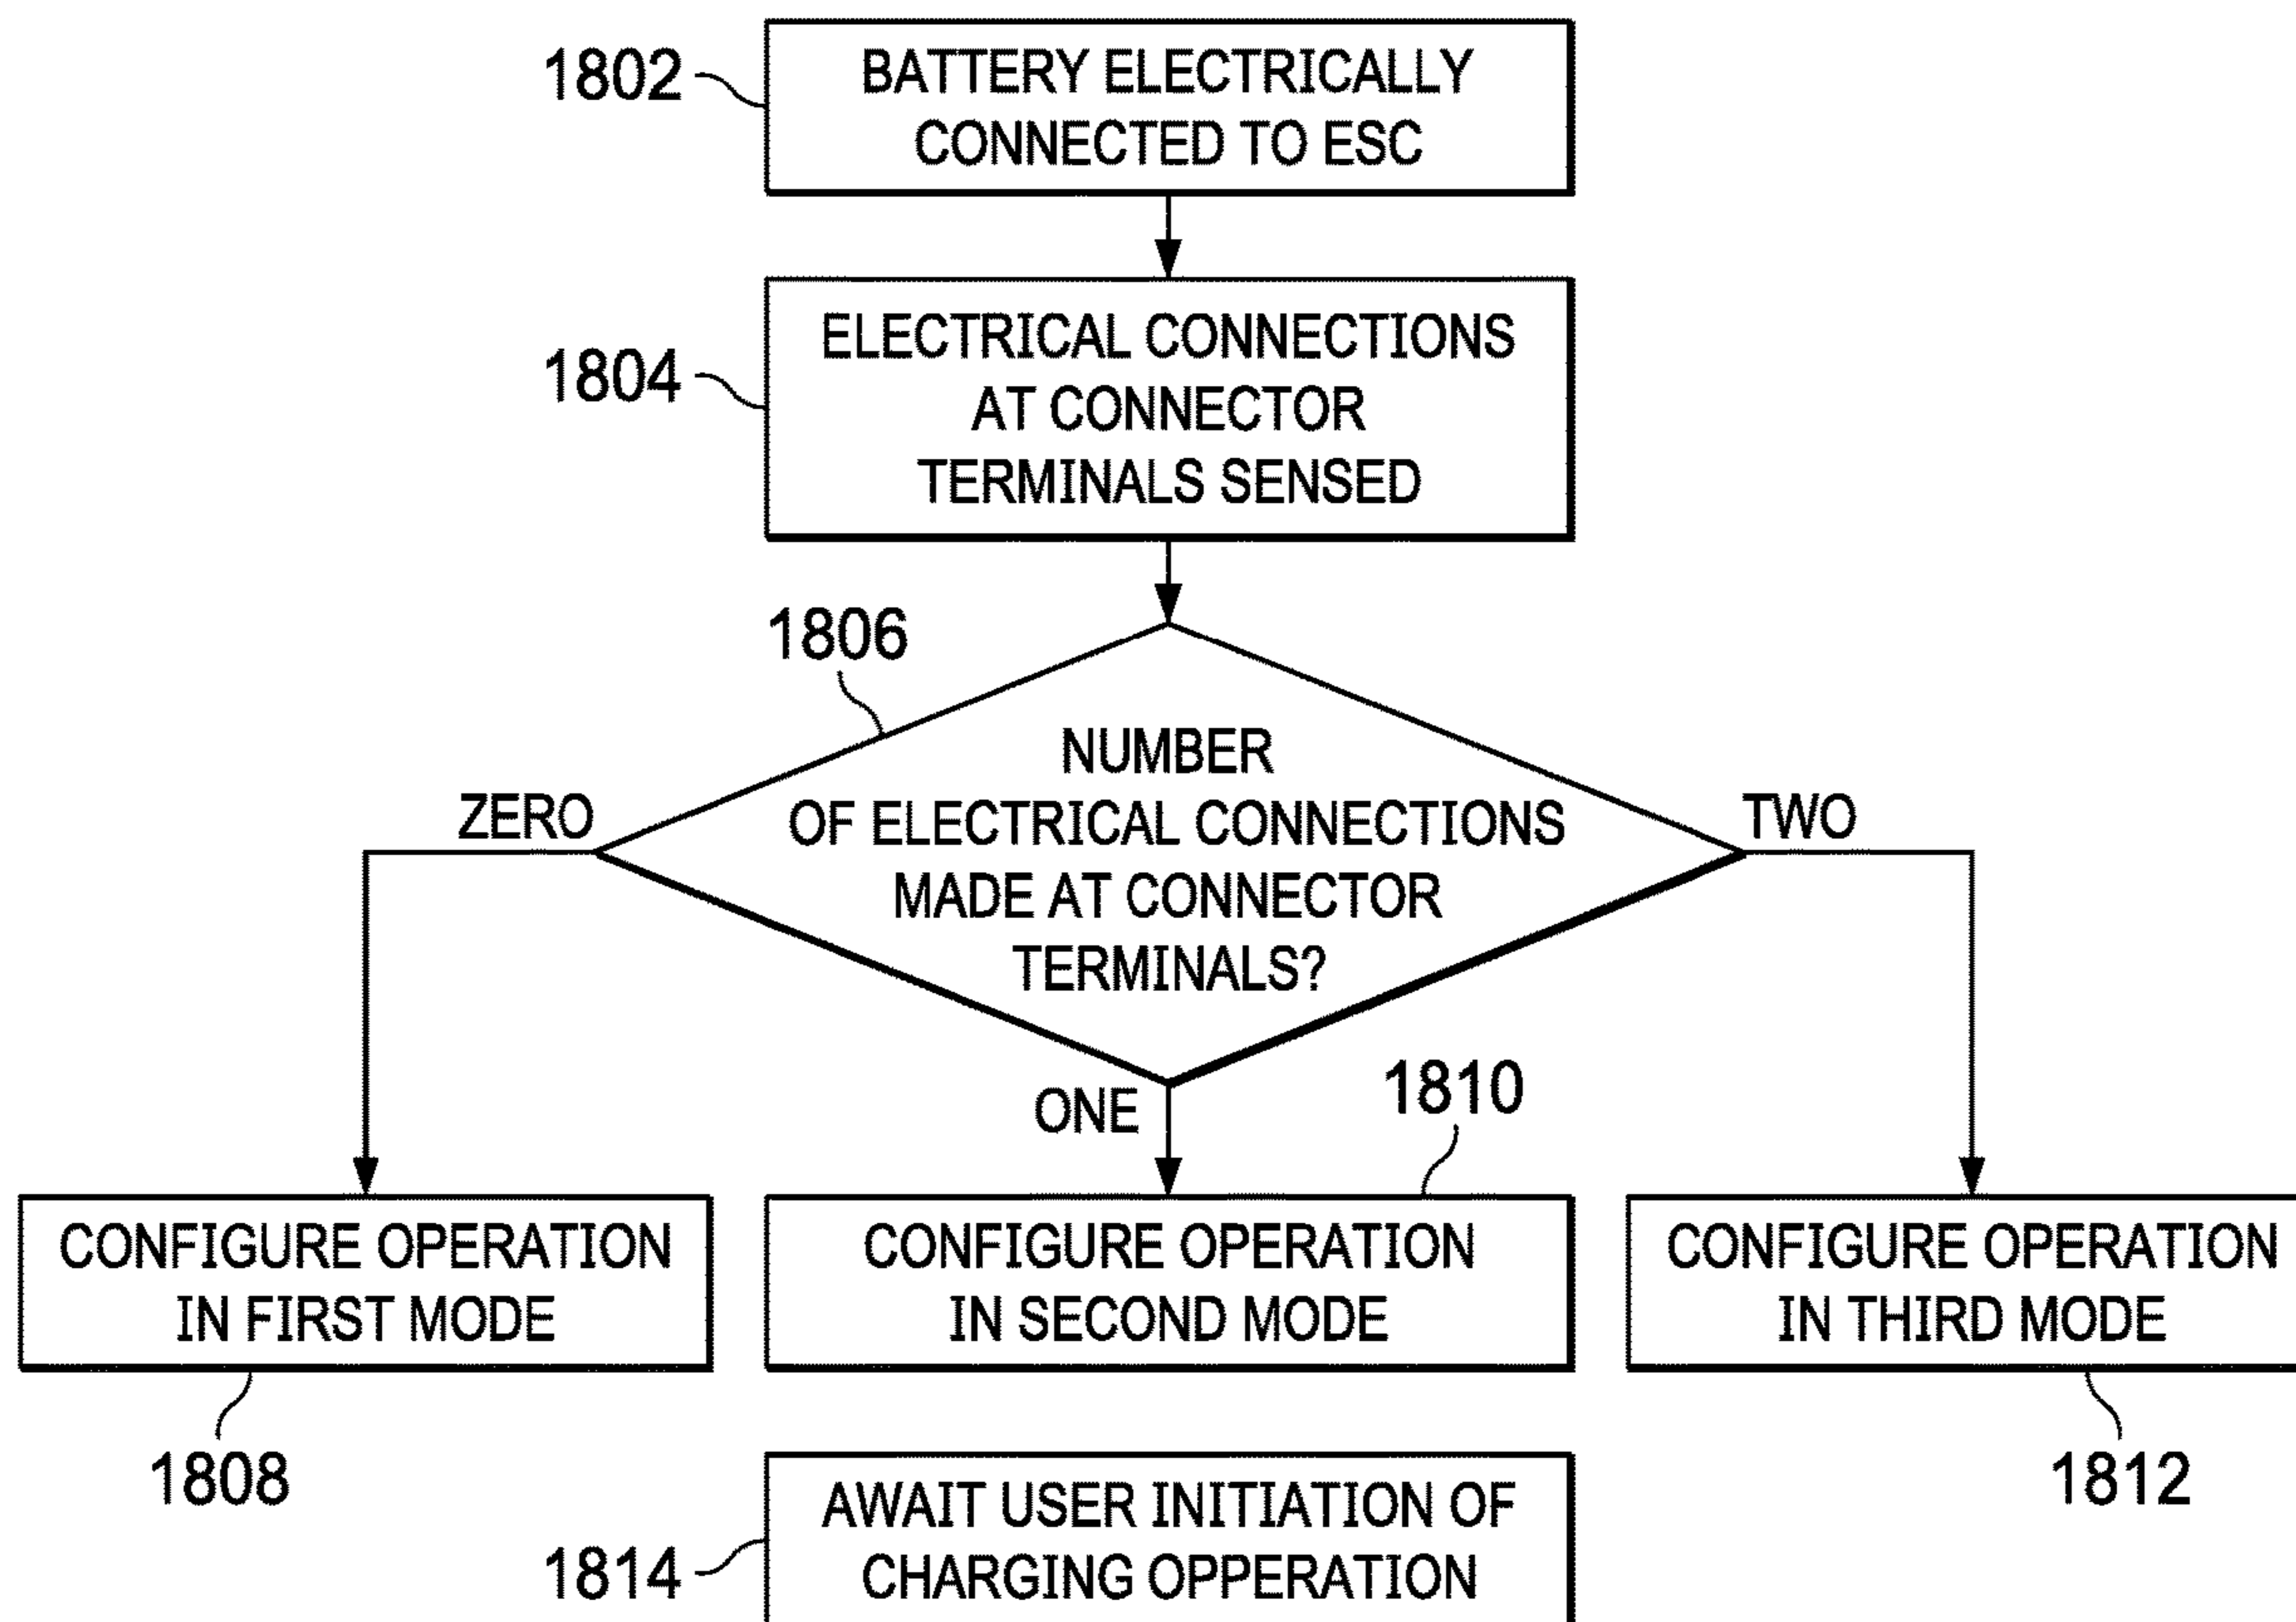 1802
BATTERY ELECTRICALLY
CONNECTED TO ESC
1804
ELECTRICAL CONNECTIONS
AT CONNECTOR
TERMINALS SENSED
1806
NUMBER
OF ELECTRICAL CONNECTIONS
MADE AT CONNECTOR
TERMINALS?
ZERO
TWO
ONE
1810
CONFIGURE OPERATION
IN FIRST MODE
CONFIGURE OPERATION
IN SECOND MODE
CONFIGURE OPERATION
IN THIRD MODE
1808
1812
1814
AWAIT USER INITIATION OF
CHARGING OPPERATION